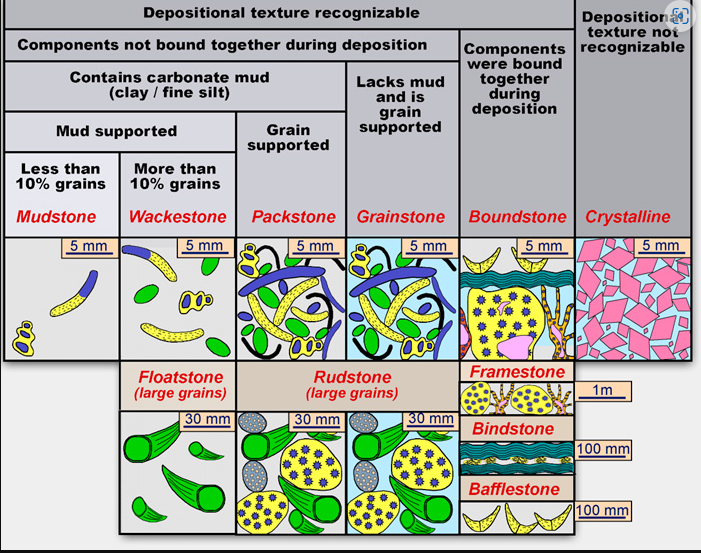 Depositional texture recognizable
Depositional
texture not
recognizable
Components not bound together during deposition
Components
were bound
together
during
deposition
Contains carbonate mud
(clay / fine silt)
Lacks mud
and is
grain
supported
Mud supported
Grain
supported
Less than
10% grains
More than
10% grains
Mudstone
Wackestone
Packstone
Grainstone
Boundstone
Crystalline
5 mm
5 mm
5 mm
5 mm
5 mm
5 mm
Floatstone
(large grains)
Rudstone
(large grains)
Framestone
1m
30 mm
30 mm
30 mm
Bindstone
100 mm
Bafflestone
100 mm